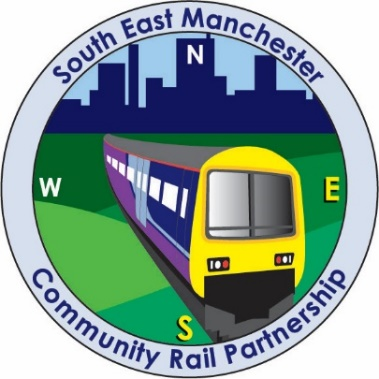 South East Manchester
N
W E
S
Community Rail Partnership